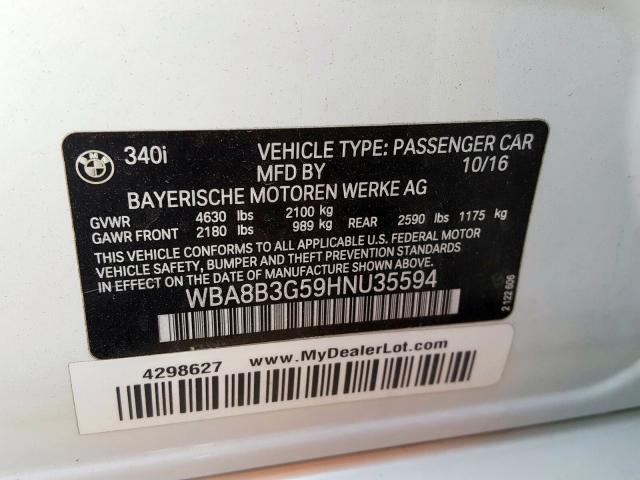 BMW 340i VEHICLE TYPE: PASSENGER CAR
MFD BY 10/16
BAYERISCHE MOTOREN WERKE AG
GVWR 4630 lbs 2100 kg
GAWR FRONT 2180 lbs 989 kg REAR 2590 lbs 1175 kg
THIS VEHICLE CONFORMS TO ALL APPLICABLE U.S. FEDERAL MOTOR
VEHICLE SAFETY, BUMPER AND THEFT PREVENTION STANDARDS
IN EFFECT ON THE DATE OF MANUFACTURE SHOWN ABOVE.
WBA8B3G59HNU35594
2 122 606
4298627 www.MyDealerLot.com